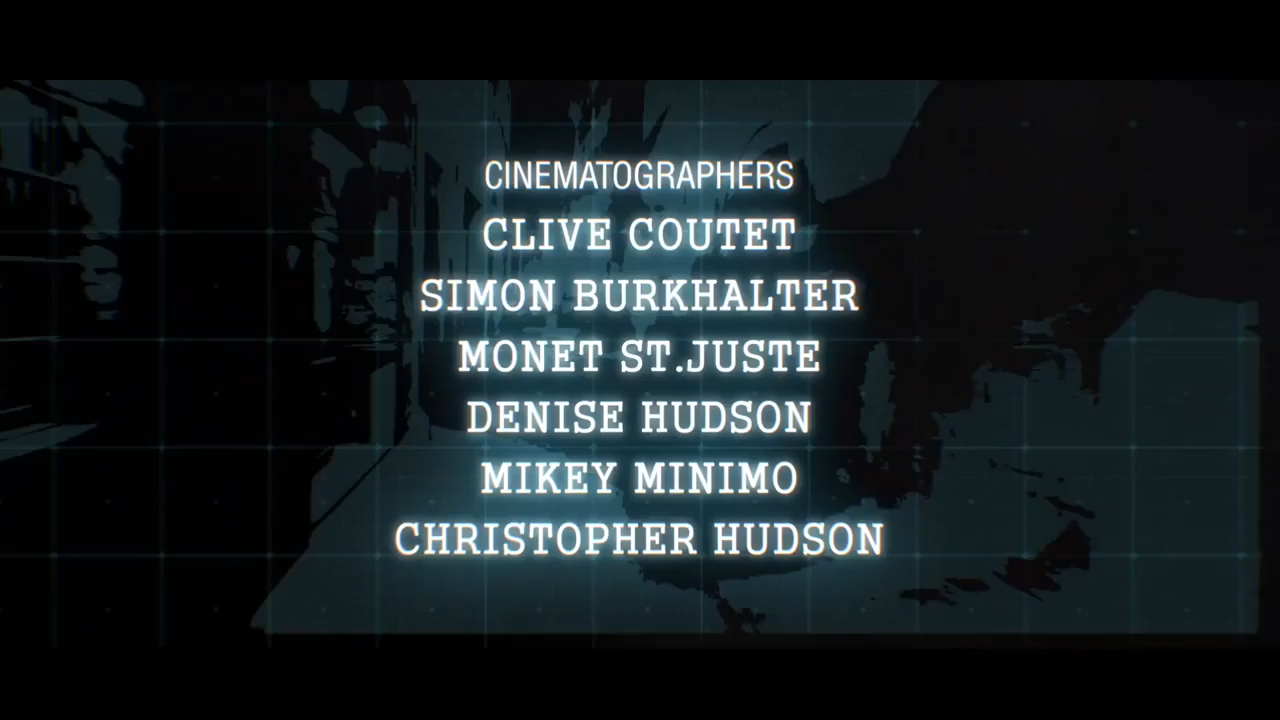 CINEMATOGRAPHERS
CLIVE COUTET
SIMON BURKHALTER
MONET ST.JUSTE
DENISE HUDSON
MIKEY MINIMO
CHRISTOPHER HUDSON